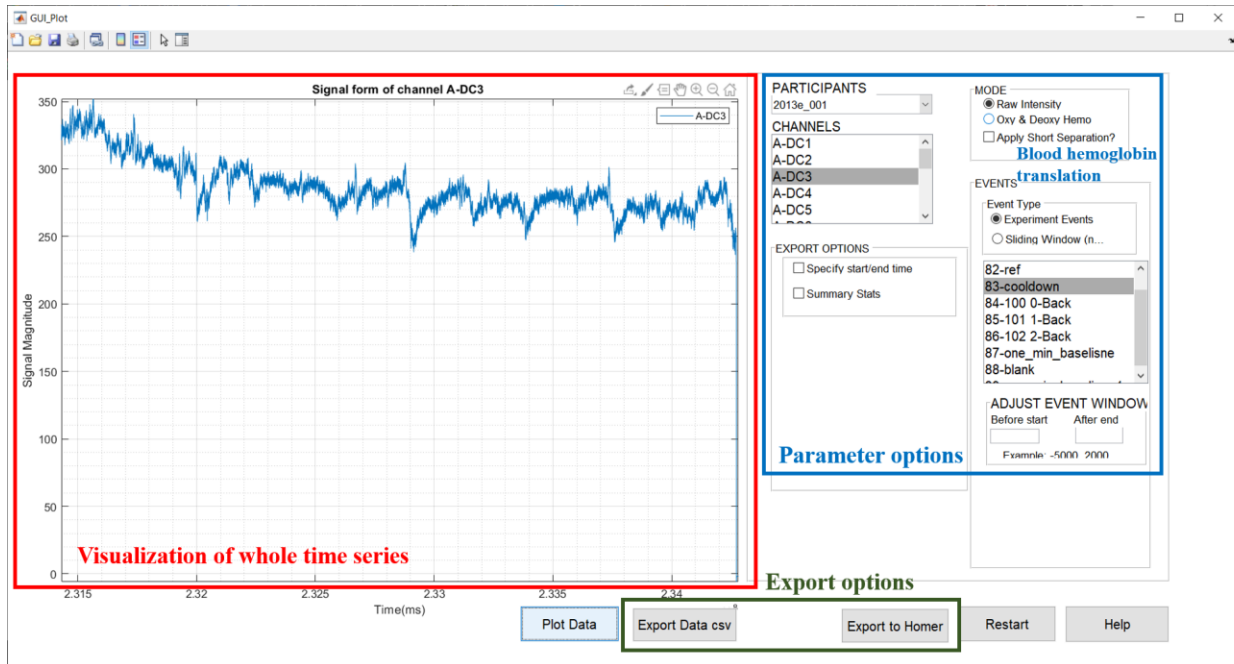 GUI_Plot
Signal form of channel A-DC3
A-DC3
350
300
250
200
150
100
50
0
Signal Magnitude
2.315
2.32
2.325
2.33
2.335
2.34
Time(ms)
Visualization of whole time series
PARTICIPANTS
2013e_001
CHANNELS
A-DC1
A-DC2
A-DC3
A-DC4
A-DC5
EXPORT OPTIONS
Specify start/end time
Summary Stats
MODE
Raw Intensity
Oxy & Deoxy Hemo
Apply Short Separation?
Blood hemoglobin
translation
EVENTS
Event Type
Experiment Events
Sliding Window (n...
82-ref
83-cooldown
84-100 0-Back
85-101 1-Back
86-102 2-Back
87-one_min_baselisne
88-blank
ADJUST EVENT WINDOW
Before start After end
Example: -5000, 2000
Parameter options
Export options
Plot Data
Export Data csv
Export to Homer
Restart
Help